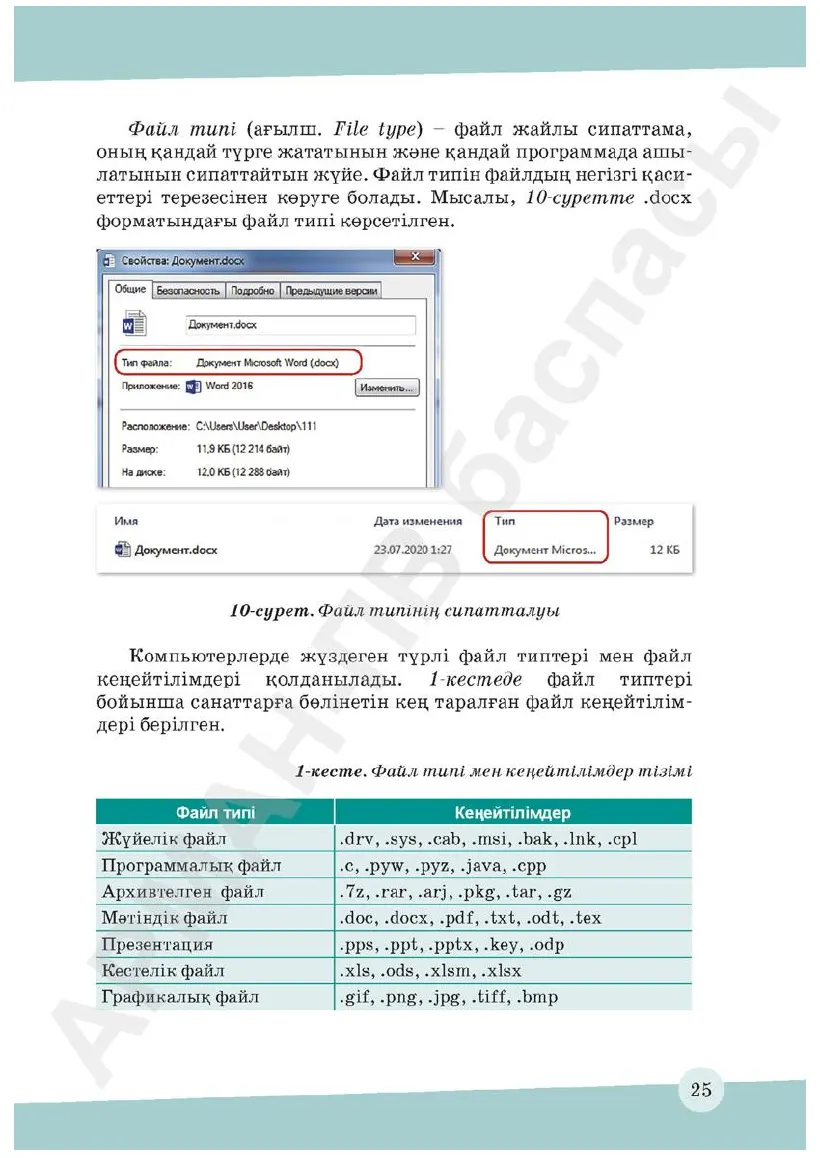 Файл типі (ағылш. File type) – файл жайлы сипаттама,
оның қандай түрге жататынын және қандай программада ашы-
латынын сипаттайтын жүйе. Файл типін файлдың негізгі қаси-
еттері терезесінен көруге болады. Мысалы, 10-суретте .docx
форматындағы файл типі көрсетілген.
Свойства: Документ.docx
Общие Безопасность Подробно Предыдущие версии
Документ.docx
Тип файла: Документ Microsoft Word (.docx)
Приложение: Word 2016 Изменить...
Расположение: C:\Users\User\Desktop\111
Размер: 11,9 КБ (12 214 байт)
На диске: 12,0 КБ (12 288 байт)
Имя Дата изменения Тип Размер
Документ.docx 23.07.2020 1:27 Документ Micros... 12 КБ
10-сурет. Файл типінің сипатталуы
Компьютерлерде жүздеген түрлі файл типтері мен файл
кеңейтілімдері қолданылады. 1-кестеде файл типтері
бойынша санаттарға бөлінетін кең таралған файл кеңейтілім-
дері берілген.
1-кесте. Файл типі мен кеңейтілімдер тізімі
Файл типі Кеңейтілімдер
Жүйелік файл .drv, .sys, .cab, .msi, .bak, .lnk, .cpl
Программалық файл .c, .pyw, .pyz, .java, .cpp
Архивтелген файл .7z, .rar, .arj, .pkg, .tar, .gz
Мәтіндік файл .doc, .docx, .pdf, .txt, .odt, .tex
Презентация .pps, .ppt, .pptx, .key, .odp
Кестелік файл .xls, .ods, .xlsm, .xlsx
Графикалық файл .gif, .png, .jpg, .tiff, .bmp
25
АРМАН-ПВ баспасы